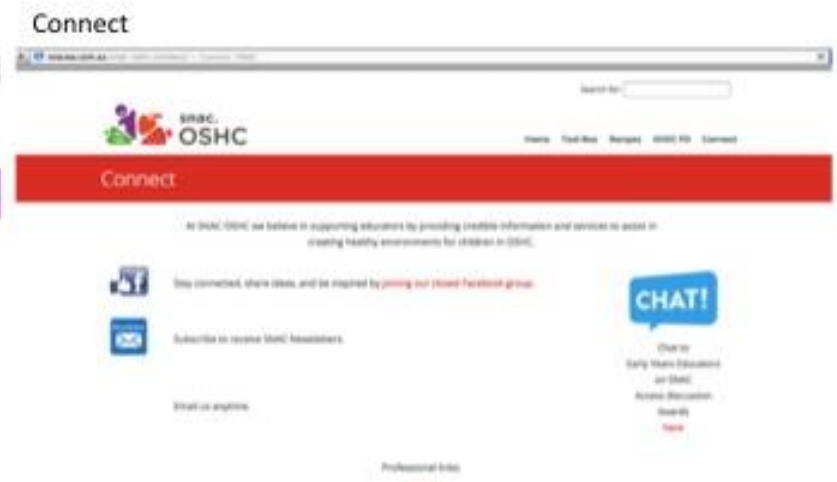 Connect
Search for
snac.
OSHC
Home Tool Box Recipes OSHC PD Connect
Connect
At SNAC OSHC we believe in supporting educators by providing credible information and services to assist in
creating healthy environments for children in OSHC.
Stay connected, share ideas, and be inspired by joining our closed Facebook group.
CHAT!
Subscribe to receive SNAC Newsletters.
Chat to
Early Years Educators
on SNAC
Access discussion
boards
here
Email us anytime.
Professional links